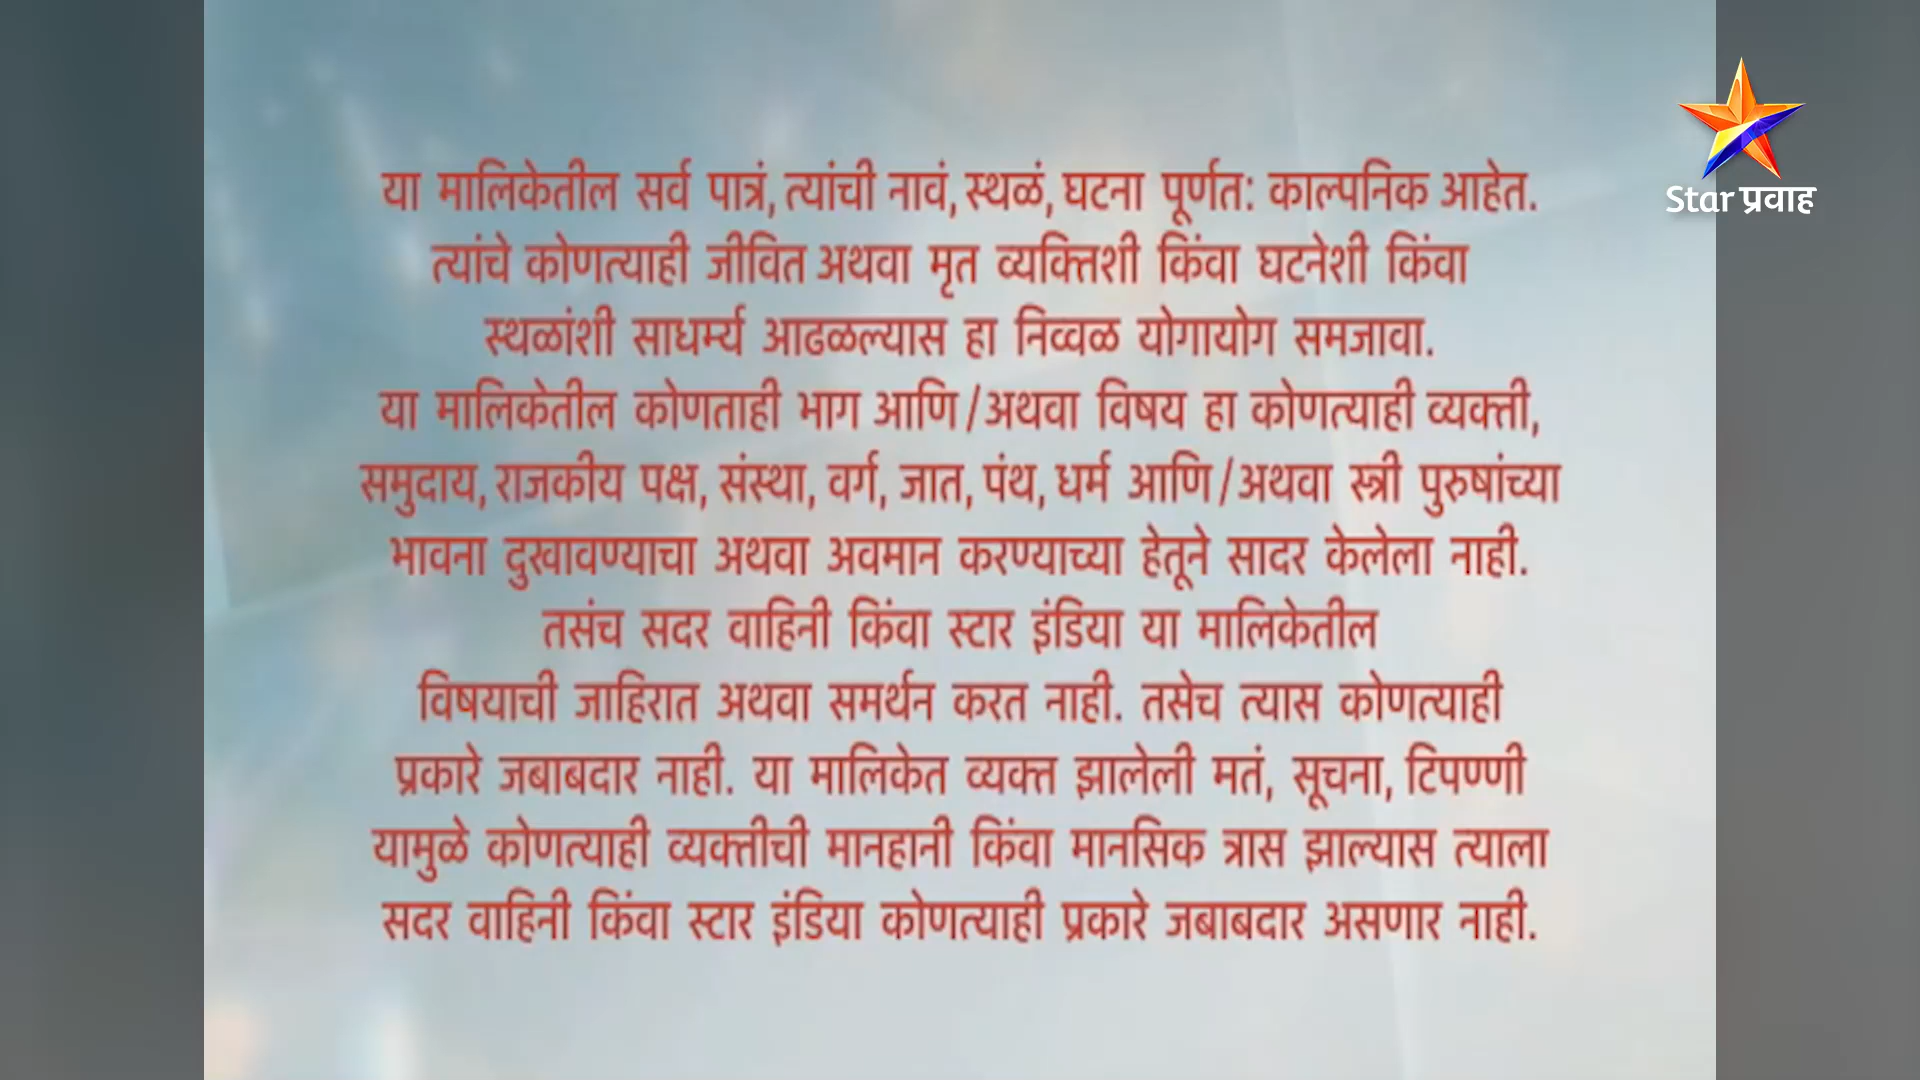 या मालिकेतील सर्व पात्रं, त्यांची नावं, स्थळं, घटना पूर्णत: काल्पनिक आहेत.
त्यांचे कोणत्याही जीवित अथवा मृत व्यक्तिशी किंवा घटनेशी किंवा
स्थळांशी साधर्म्य आढळल्यास हा निव्वळ योगायोग समजावा.
या मालिकेतील कोणताही भाग आणि/अथवा विषय हा कोणत्याही व्यक्ती,
समुदाय, राजकीय पक्ष, संस्था, वर्ग, जात, पंथ, धर्म आणि/अथवा स्त्री पुरुषांच्या
भावना दुखावण्याचा अथवा अवमान करण्याच्या हेतूने सादर केलेला नाही.
तसंच सदर वाहिनी किंवा स्टार इंडिया या मालिकेतील
विषयाची जाहिरात अथवा समर्थन करत नाही. तसेच त्यास कोणत्याही
प्रकारे जबाबदार नाही. या मालिकेत व्यक्त झालेली मतं, सूचना, टिपण्णी
यामुळे कोणत्याही व्यक्तीची मानहानी किंवा मानसिक त्रास झाल्यास त्याला
सदर वाहिनी किंवा स्टार इंडिया कोणत्याही प्रकारे जबाबदार असणार नाही.
Star प्रवाह